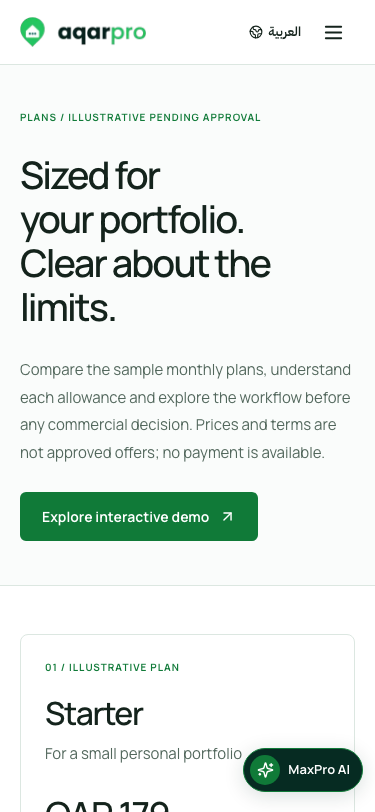 aqarpro
العربية
PLANS / ILLUSTRATIVE PENDING APPROVAL
Sized for
your portfolio.
Clear about the
limits.
Compare the sample monthly plans, understand
each allowance and explore the workflow before
any commercial decision. Prices and terms are
not approved offers; no payment is available.
Explore interactive demo
01 / ILLUSTRATIVE PLAN
Starter
For a small personal portfolio
MaxPro AI
QAR 179